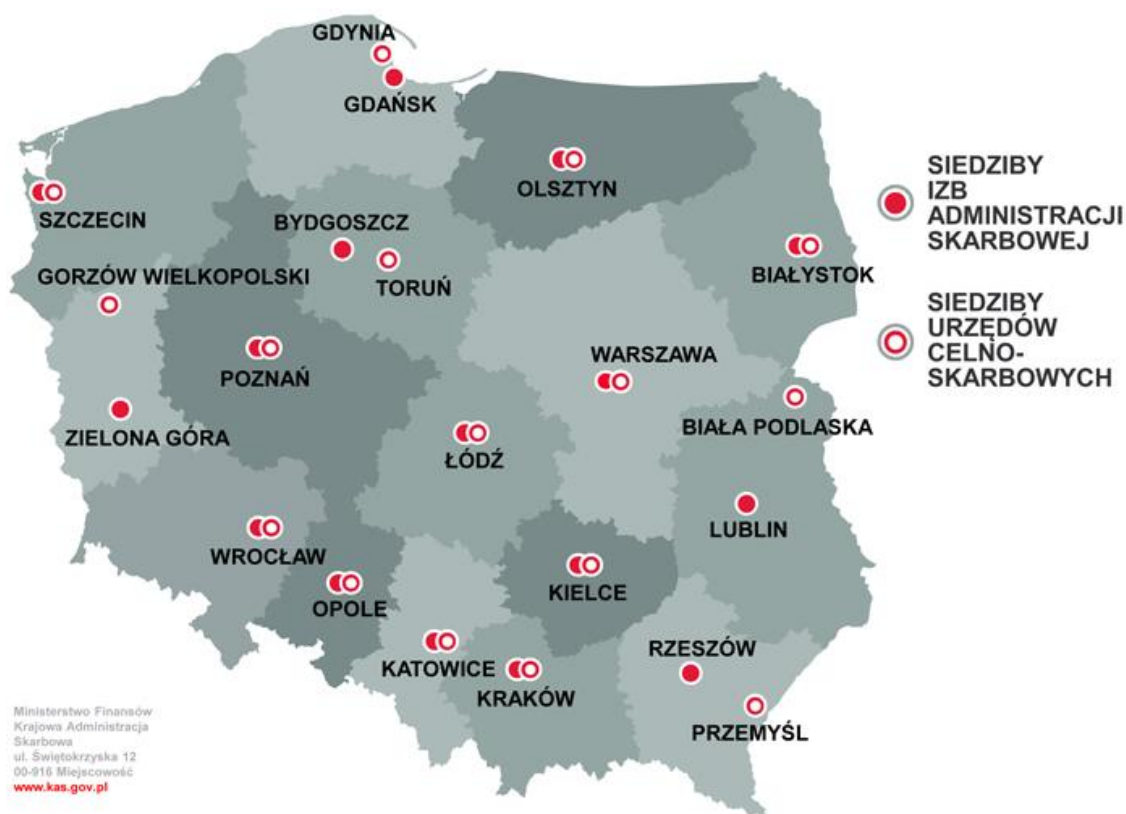 GDYNIA
GDAŃSK
OLSZTYN
SZCZECIN
BYDGOSZCZ
TORUŃ
GORZÓW WIELKOPOLSKI
BIAŁYSTOK
POZNAŃ
WARSZAWA
ZIELONA GÓRA
BIAŁA PODLASKA
ŁÓDŹ
LUBLIN
WROCŁAW
OPOLE
KIELCE
KATOWICE
KRAKÓW
RZESZÓW
PRZEMYŚL
SIEDZIBY
IZB
ADMINISTRACJI
SKARBOWEJ
SIEDZIBY
URZĘDÓW
CELNO-
SKARBOWYCH
Ministerstwo Finansów
Krajowa Administracja
Skarbowa
ul. Świętokrzyska 12
00-916 Miejscowość
www.kas.gov.pl